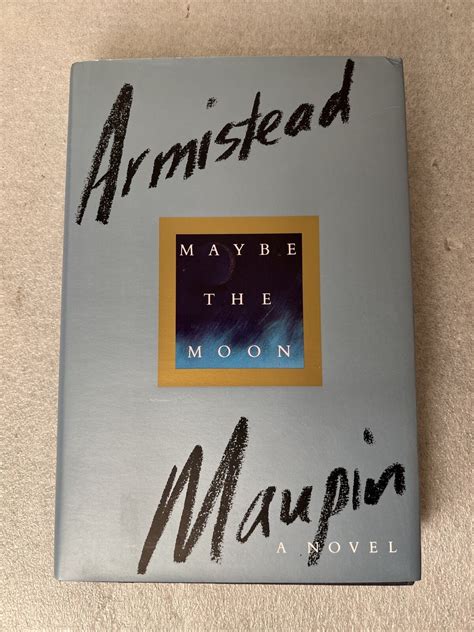 Armistead
MAYBE
THE
MOON
Maupin
A NOVEL